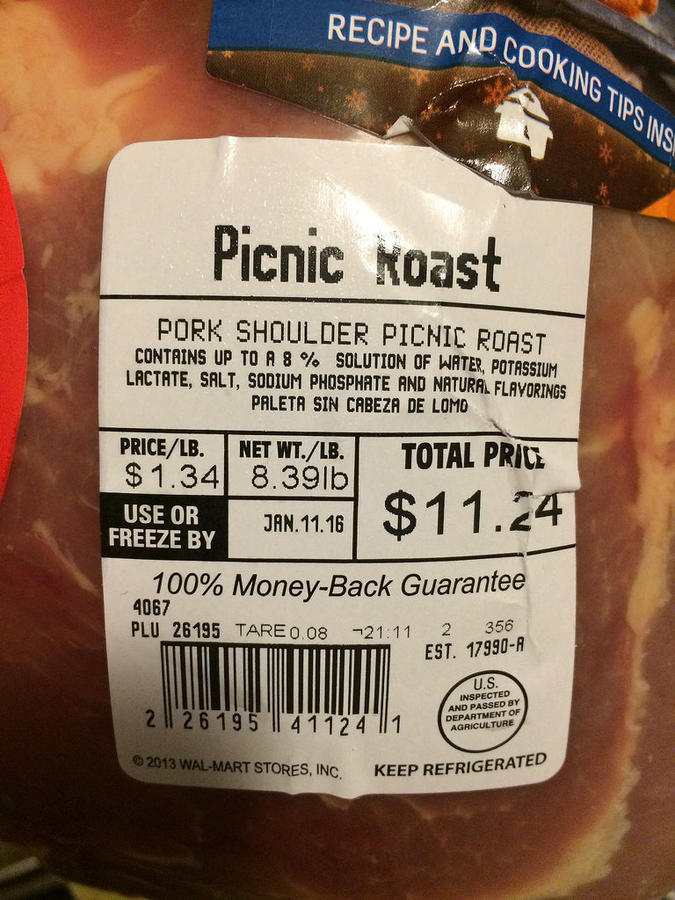 RECIPE AND COOKING TIPS INSI
Picnic Roast
PORK SHOULDER PICNIC ROAST
CONTAINS UP TO A 8 % SOLUTION OF WATER, POTASSIUM
LACTATE, SALT, SODIUM PHOSPHATE AND NATURAL FLAVORINGS
PALETA SIN CABEZA DE LOMO
PRICE/LB. NET WT./LB. TOTAL PRICE
$1.34 8.39lb $11.24
USE OR
FREEZE BY JAN.11.16
100% Money-Back Guarantee
4067
PLU 26195 TARE 0.08 ¬21:11 2 356
EST. 17990-A
2 26195 41124 1
U.S.
INSPECTED
AND PASSED BY
DEPARTMENT OF
AGRICULTURE
© 2013 WAL-MART STORES, INC. KEEP REFRIGERATED